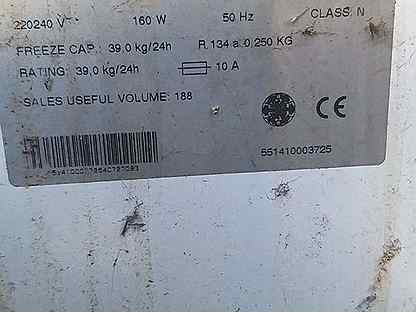 220240 V 160 W 50 Hz CLASS. N
FREEZE CAP : 39,0 kg/24h R. 134 a. 0,250 KG
RATING: 39,0 kg/24h 10 A
SALES USEFUL VOLUME: 188
CE
551410003725